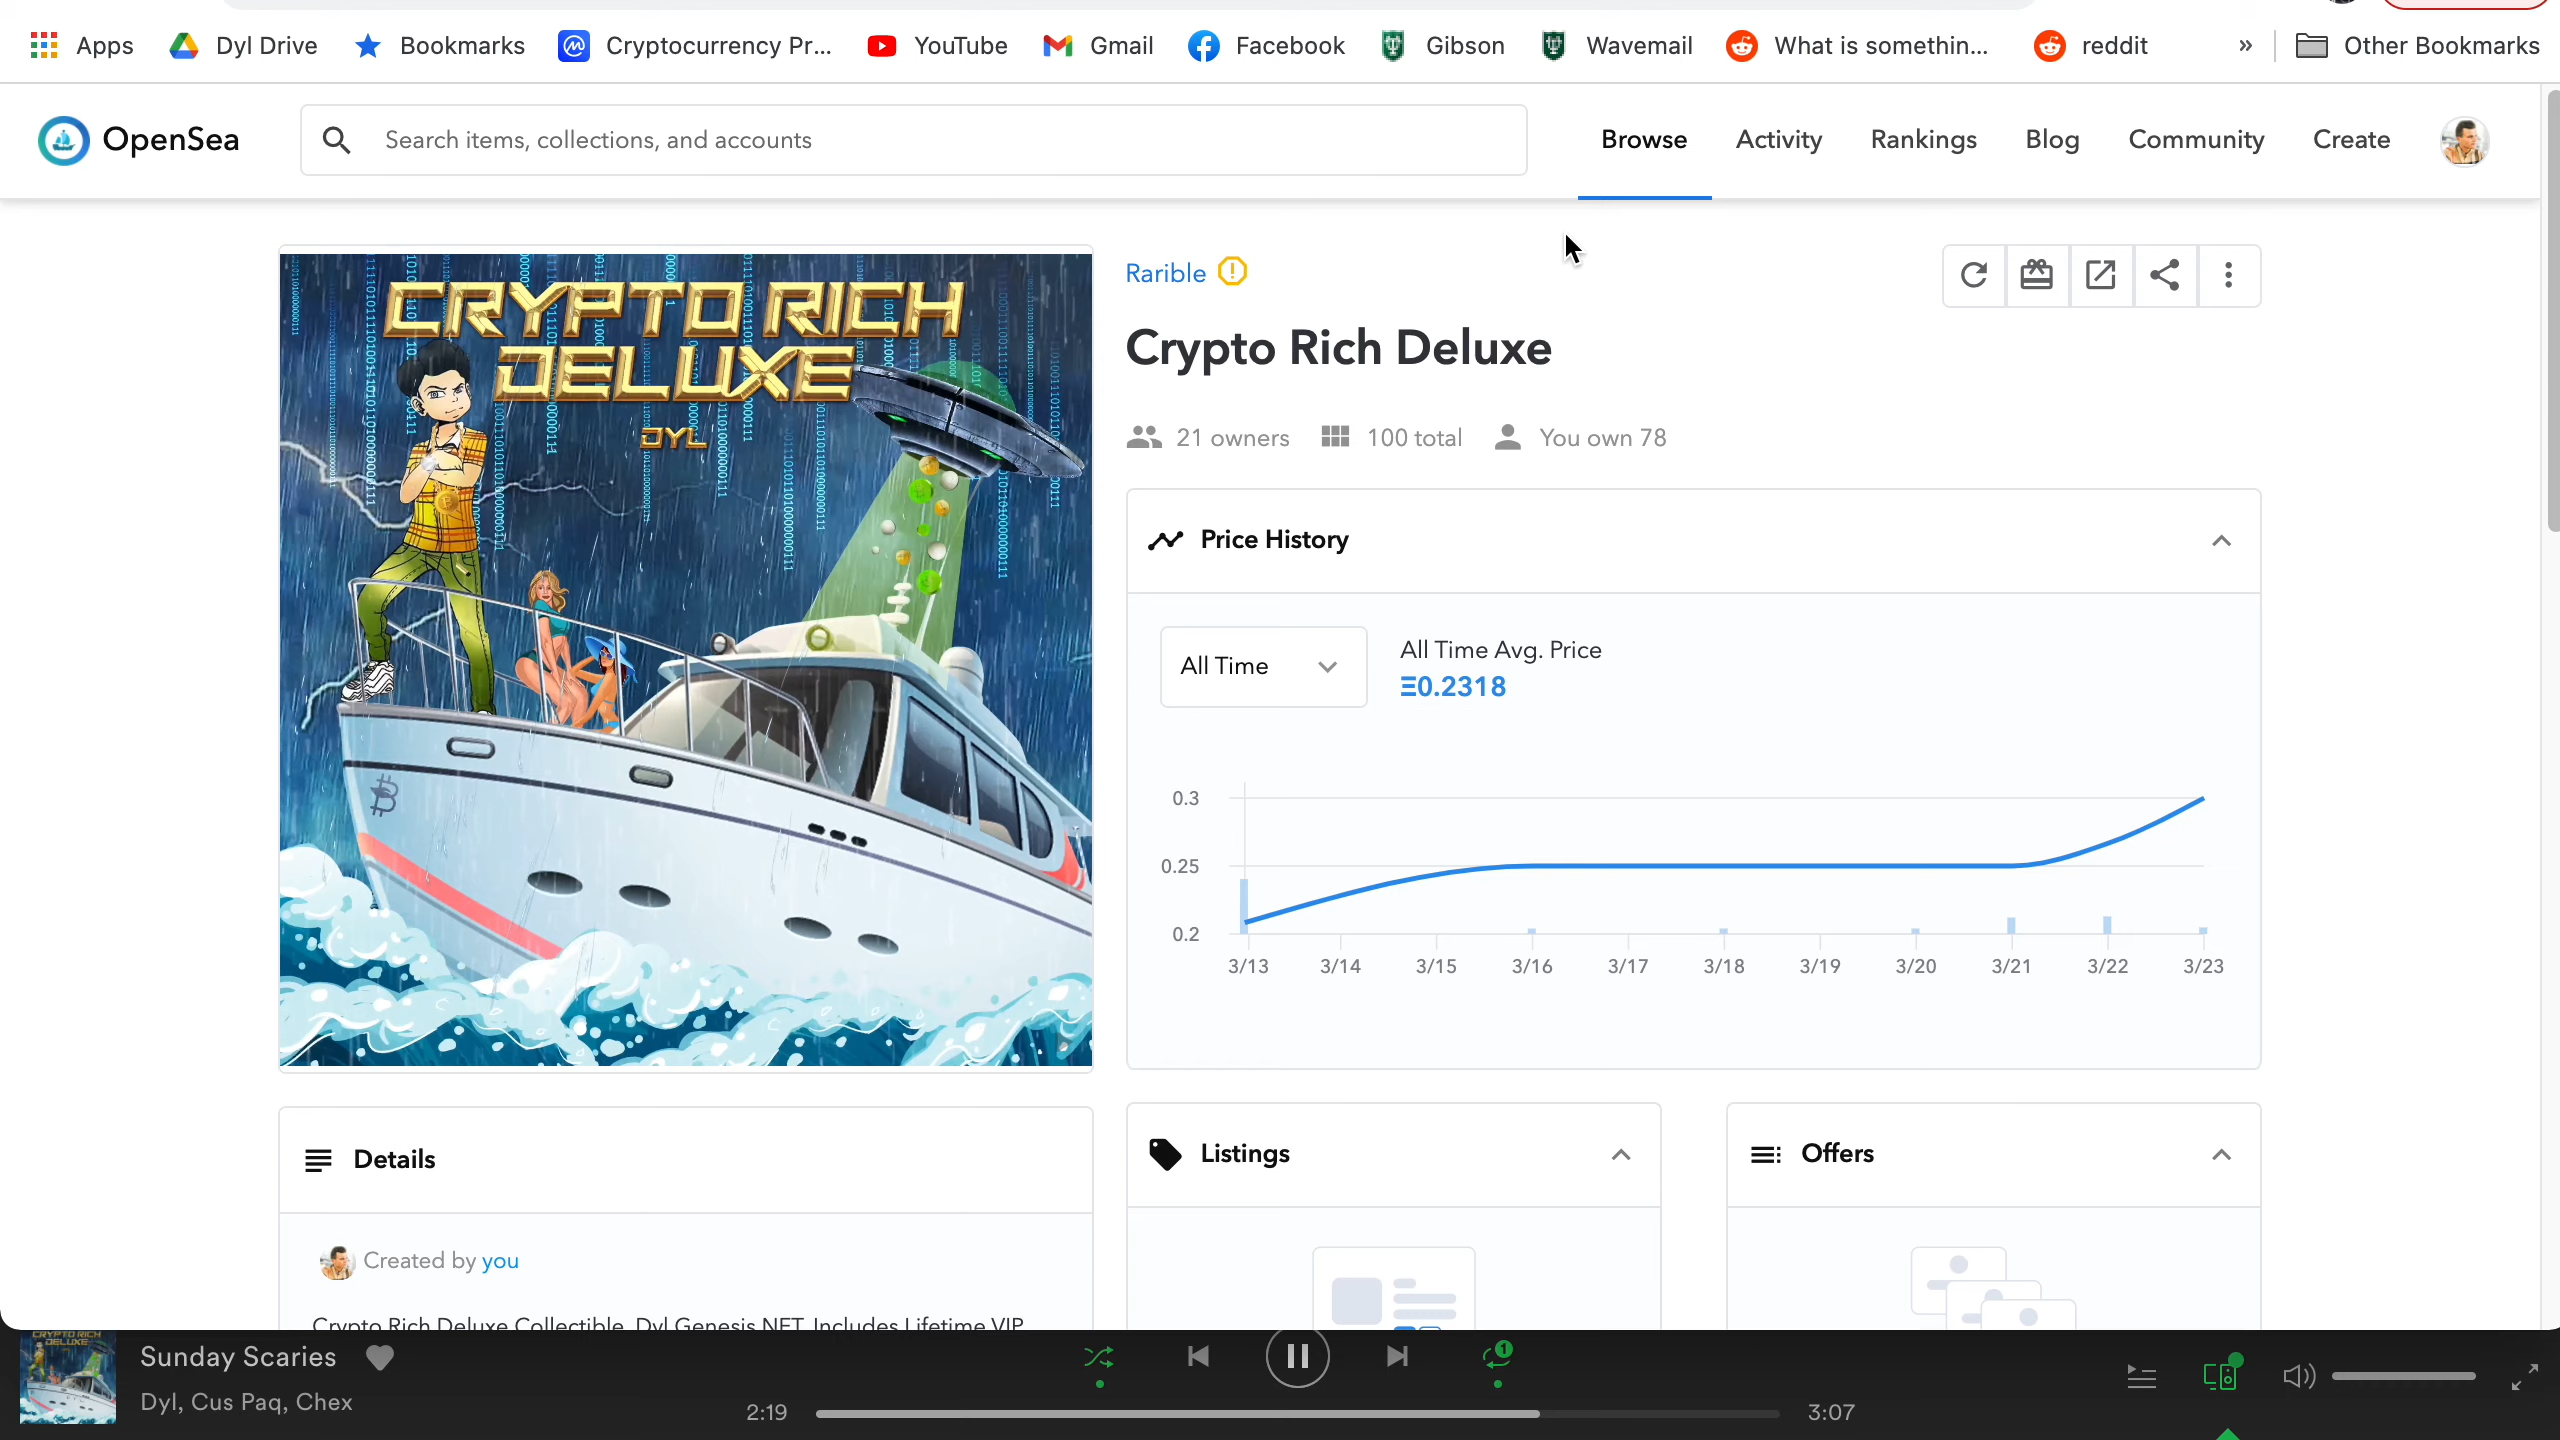 Apps Dyl Drive Bookmarks Cryptocurrency Pr... YouTube Gmail Facebook Gibson Wavemail What is somethin... reddit » Other Bookmarks
OpenSea Search items, collections, and accounts Browse Activity Rankings Blog Community Create
CRYPTO RICH
DELUXE
DYL
Rarible
Crypto Rich Deluxe
21 owners 100 total You own 78
Price History
All Time
All Time Avg. Price
Ξ0.2318
0.3
0.25
0.2
3/13 3/14 3/15 3/16 3/17 3/18 3/19 3/20 3/21 3/22 3/23
Details
Listings
Offers
Created by you
Crypto Rich Deluxe Collectible. Dyl Genesis NFT. Includes Lifetime VIP
Sunday Scaries
Dyl, Cus Paq, Chex
1
2:19 3:07